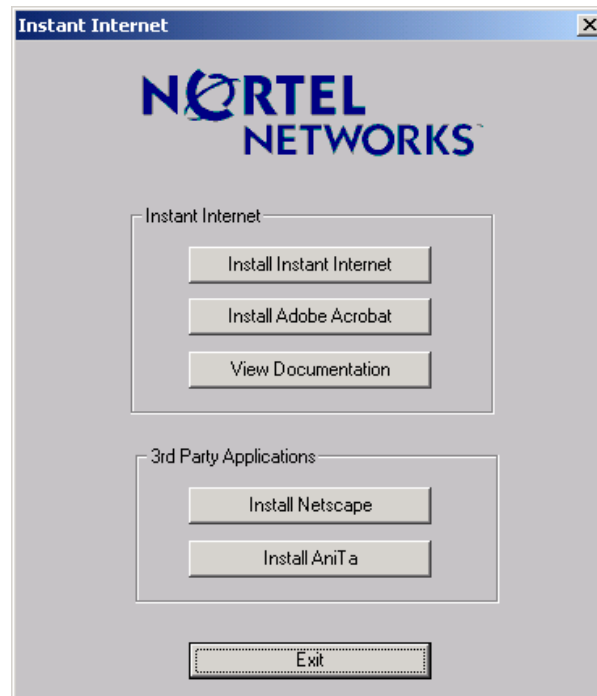 Instant Internet
NORTEL
NETWORKS
Instant Internet
Install Instant Internet
Install Adobe Acrobat
View Documentation
3rd Party Applications
Install Netscape
Install AniTa
Exit